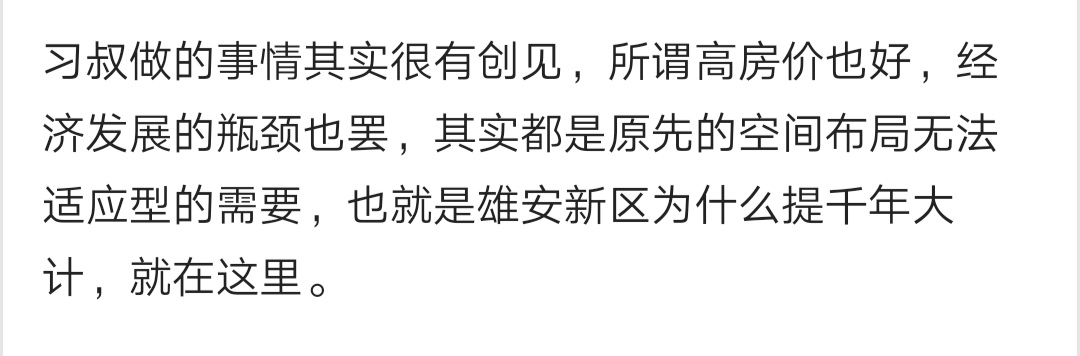 习叔做的事情其实很有创见，所谓高房价也好，经
济发展的瓶颈也罢，其实都是原先的空间布局无法
适应型的需要，也就是雄安新区为什么提千年大
计，就在这里。